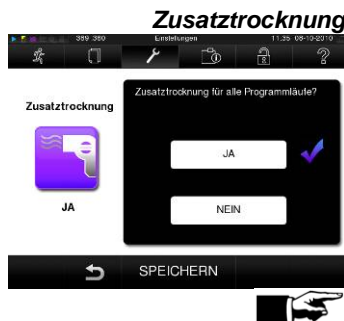 Zusatztrocknung
389 380 Einstellungen 11.35 08-10-2010
Zusatztrocknung
Zusatztrocknung für alle Programmläufe?
JA
JA
NEIN
SPEICHERN